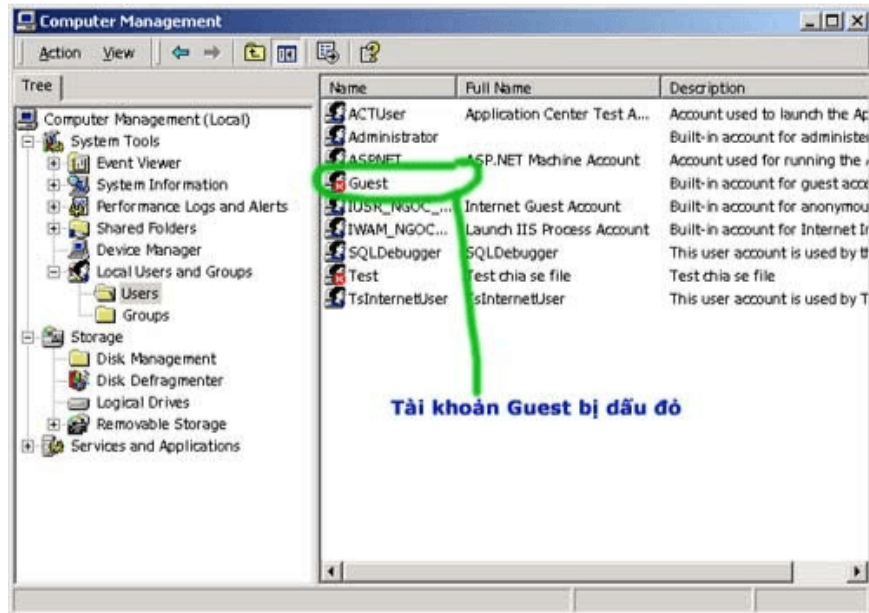 Computer Management
Action View
Tree
Computer Management (Local)
System Tools
Event Viewer
System Information
Performance Logs and Alerts
Shared Folders
Device Manager
Local Users and Groups
Users
Groups
Storage
Disk Management
Disk Defragmenter
Logical Drives
Removable Storage
Services and Applications
Name Full Name Description
ACTUser Application Center Test A... Account used to launch the Ap
Administrator Built-in account for administe
ASPNET ASP.NET Machine Account Account used for running the
Guest Built-in account for guest acce
IUSR_NGOC_... Internet Guest Account Built-in account for anonymou
IWAM_NGOC... Launch IIS Process Account Built-in account for Internet In
SQLDebugger SQLDebugger This user account is used by th
Test Test chia se file Test chia se file
TsInternetUser TsInternetUser This user account is used by T
Tài khoản Guest bị dấu đỏ